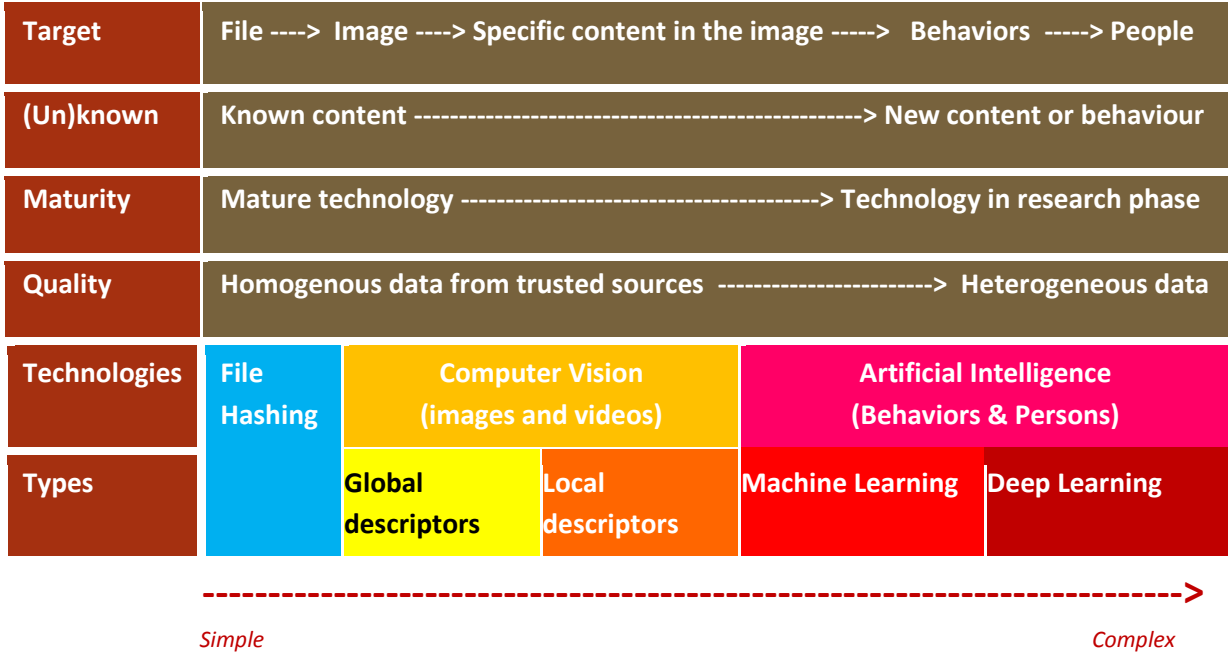 Target File ----> Image ----> Specific content in the image -----> Behaviors -----> People
(Un)known Known content --------------------------------------------------> New content or behaviour
Maturity Mature technology ----------------------------------------> Technology in research phase
Quality Homogenous data from trusted sources ------------------------> Heterogeneous data
Technologies File Computer Vision Artificial Intelligence
Hashing (images and videos) (Behaviors & Persons)
Types Global Local Machine Learning Deep Learning
descriptors descriptors
--------------------------------------------------------------------------->
Simple Complex